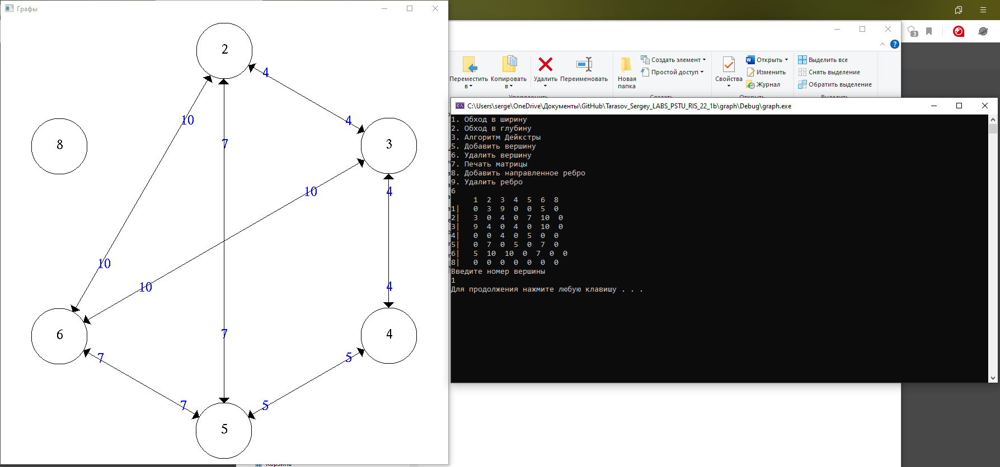 Графы
2
4
10
4
7
8
3
10
4
10
10
4
7
6
4
7
5
7
5
5
3
Переместить в
Копировать в
Удалить
Переименовать
Новая папка
Создать элемент
Простой доступ
Свойства
Открыть
Изменить
Журнал
Выделить все
Снять выделение
Обратить выделение
Упорядочить
Создать
Открыть
Выделить
C:\Users\serge\OneDrive\Документы\GitHub\Tarasov_Sergey_LABS_PSTU_RIS_22_1b\graph\Debug\graph.exe
1. Обход в ширину
2. Обход в глубину
3. Алгоритм Дейкстры
5. Добавить вершину
6. Удалить вершину
7. Печать матрицы
8. Добавить направленное ребро
9. Удалить ребро
6
1 2 3 4 5 6 8
1| 0 3 9 0 0 5 0
2| 3 0 4 0 7 10 0
3| 9 4 0 4 0 10 0
4| 0 0 4 0 5 0 0
5| 0 7 0 5 0 7 0
6| 5 10 10 0 7 0 0
8| 0 0 0 0 0 0 0
Введите номер вершины
1
Для продолжения нажмите любую клавишу . . .
Корзина